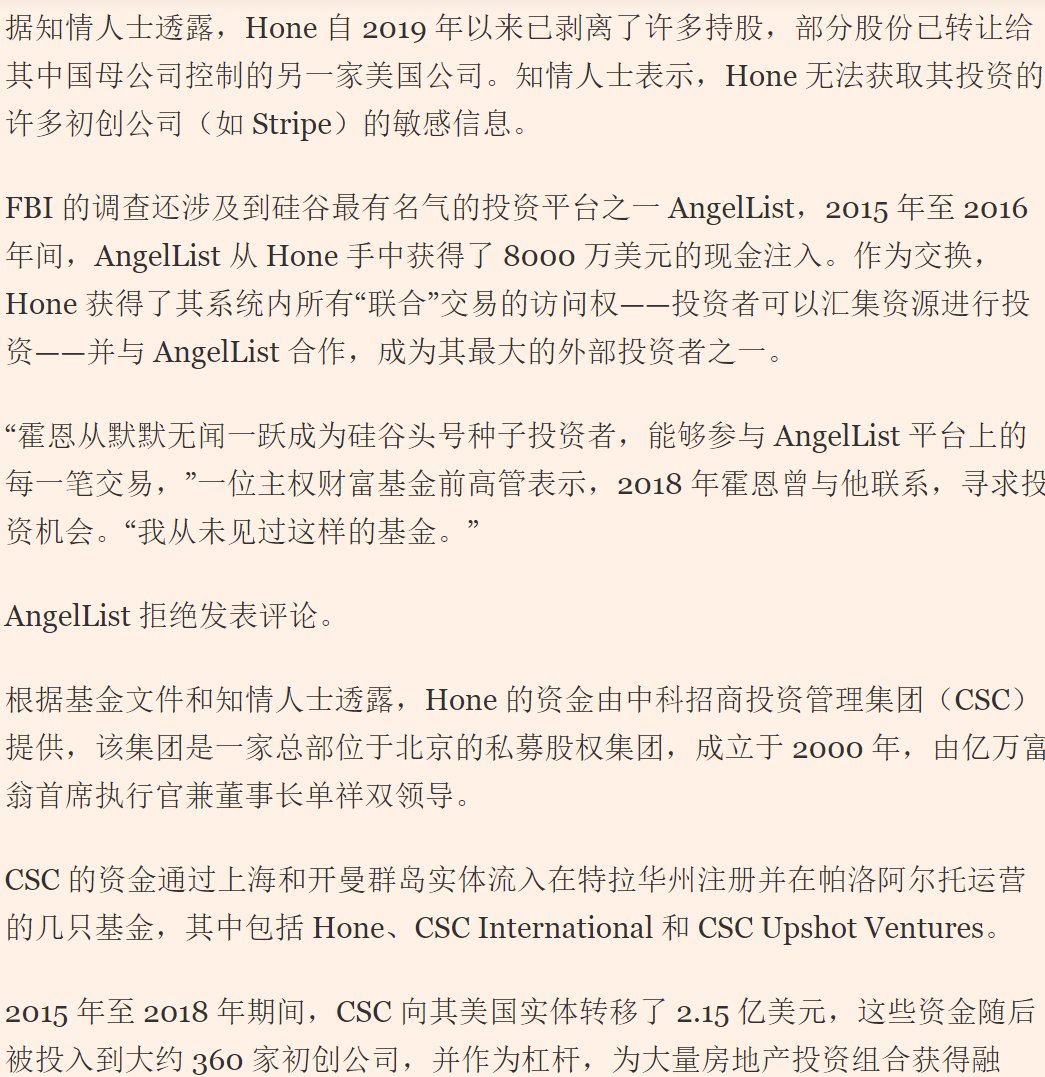 据知情人士透露，Hone 自 2019 年以来已剥离了许多持股，部分股份已转让给
其中国母公司控制的另一家美国公司。知情人士表示，Hone 无法获取其投资的
许多初创公司（如 Stripe）的敏感信息。
FBI 的调查还涉及到硅谷最有名气的投资平台之一 AngelList，2015 年至 2016
年间，AngelList 从 Hone 手中获得了 8000 万美元的现金注入。作为交换，
Hone 获得了其系统内所有“联合”交易的访问权——投资者可以汇集资源进行投
资——并与 AngelList 合作，成为其最大的外部投资者之一。
“霍恩从默默无闻一跃成为硅谷头号种子投资者，能够参与 AngelList 平台上的
每一笔交易，”一位主权财富基金前高管表示，2018 年霍恩曾与他联系，寻求投
资机会。“我从未见过这样的基金。”
AngelList 拒绝发表评论。
根据基金文件和知情人士透露，Hone 的资金由中科招商投资管理集团（CSC）
提供，该集团是一家总部位于北京的私募股权集团，成立于 2000 年，由亿万富
翁首席执行官兼董事长单祥双领导。
CSC 的资金通过上海和开曼群岛实体流入在特拉华州注册并在帕洛阿尔托运营
的几只基金，其中包括 Hone、CSC International 和 CSC Upshot Ventures。
2015 年至 2018 年期间，CSC 向其美国实体转移了 2.15 亿美元，这些资金随后
被投入到大约 360 家初创公司，并作为杠杆，为大量房地产投资组合获得融